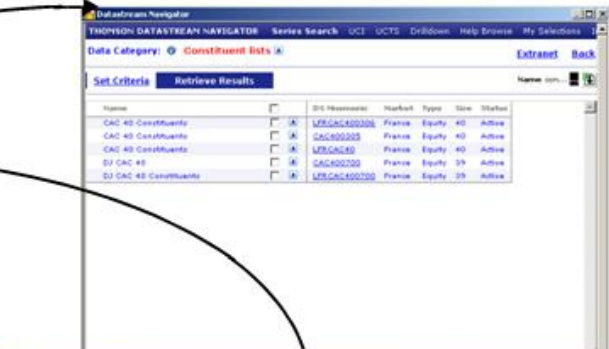 Datastream Navigator
THOMSON DATASTREAM NAVIGATOR Series Search UCI UCTS Drilldown Help Browse My Selections
Data Category: Constituent lists
Extranet Back
Set Criteria Retrieve Results
Name con...
Name DS Mnemonic Market Type Size Status
CAC 40 Constituents LFRCAC400306 France Equity 40 Active
CAC 40 Constituents CAC400305 France Equity 40 Active
CAC 40 Constituents LFRCAC40 France Equity 40 Active
DJ CAC 40 CAC400700 France Equity 39 Active
DJ CAC 40 Constituents LFRCAC400700 France Equity 39 Active